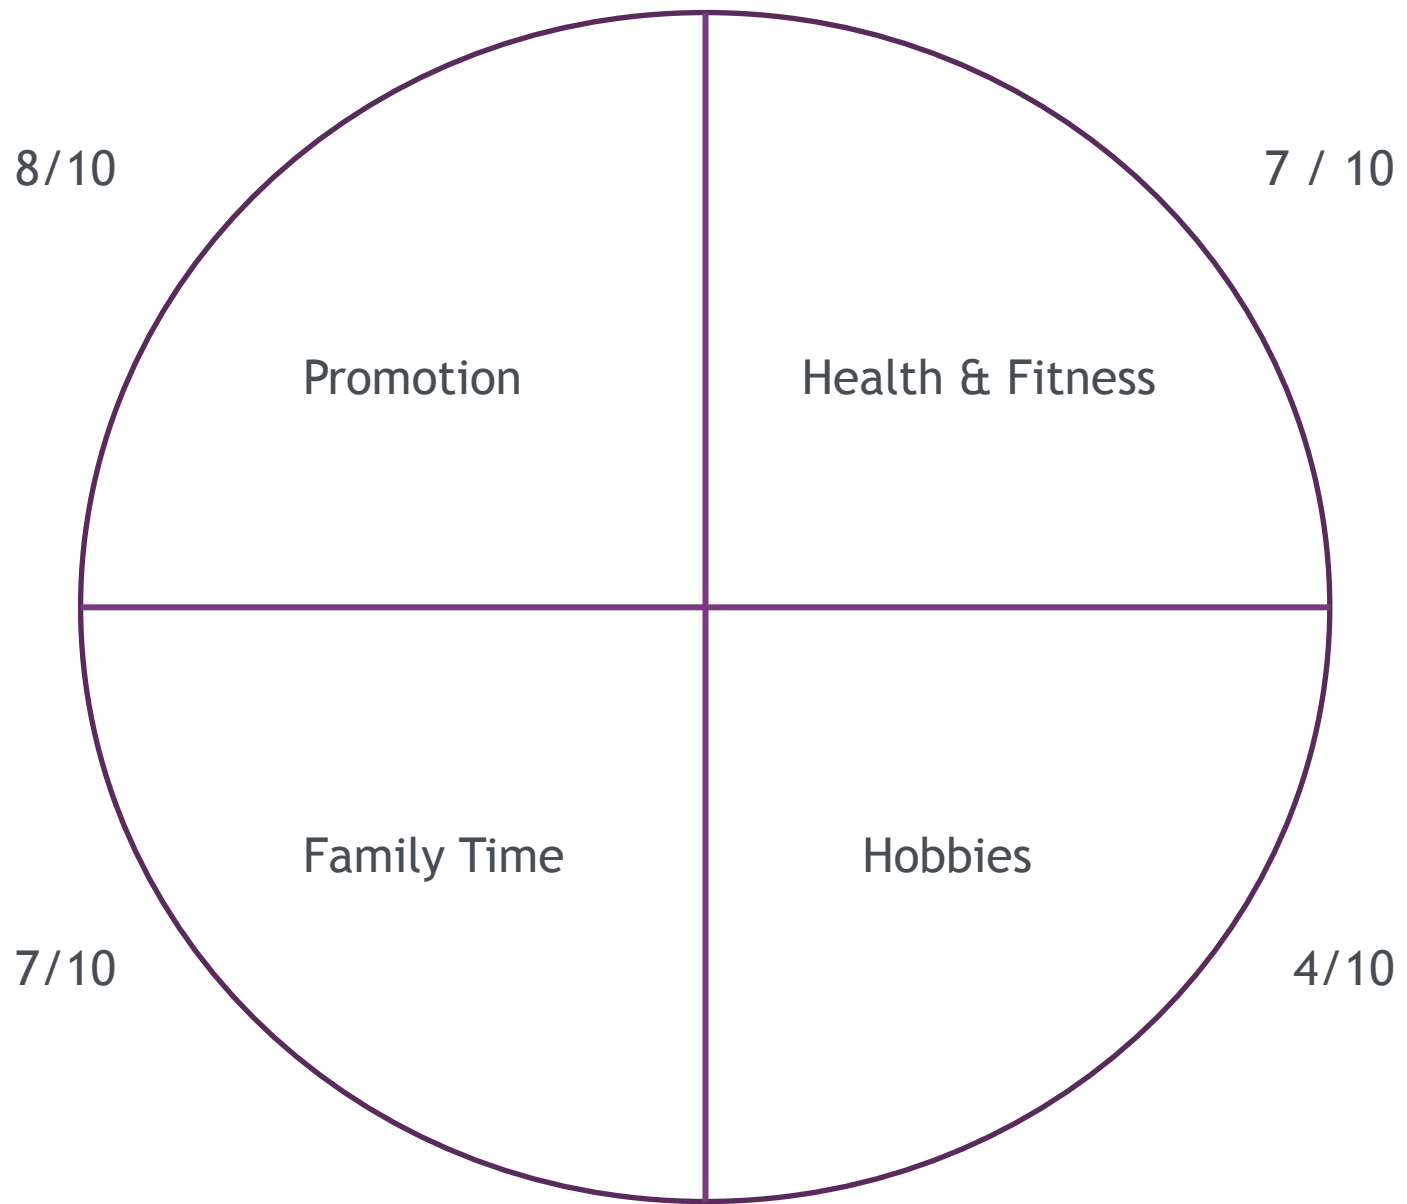 8/10
7 / 10
Promotion
Health & Fitness
Family Time
Hobbies
7/10
4/10